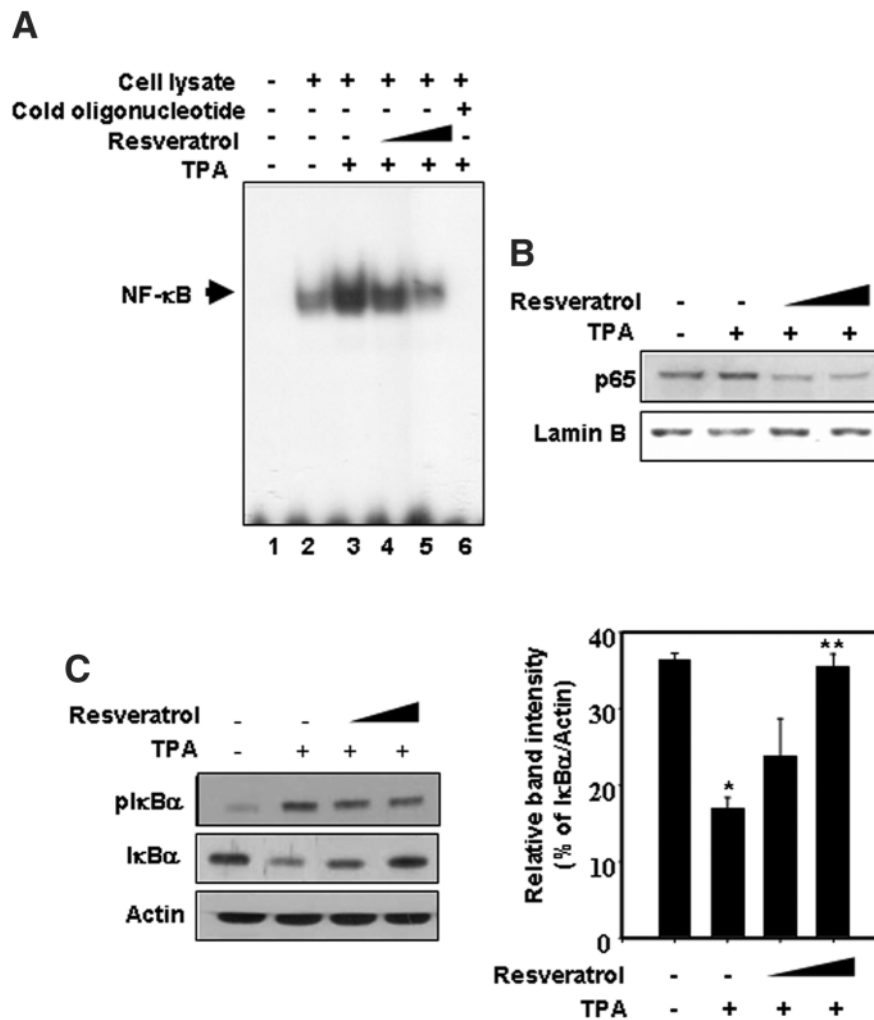 A
Cell lysate - + + + + +
Cold oligonucleotide - - - - - +
Resveratrol - - - -
TPA - - + + + +
NF-κB
1 2 3 4 5 6
B
Resveratrol - -
TPA - + + +
p65
Lamin B
C
Resveratrol - -
TPA - + + +
pIκBα
IκBα
Actin
Relative band intensity
(% of IκBα/Actin)
40
30
20
10
0
*
**
Resveratrol - -
TPA - + + +